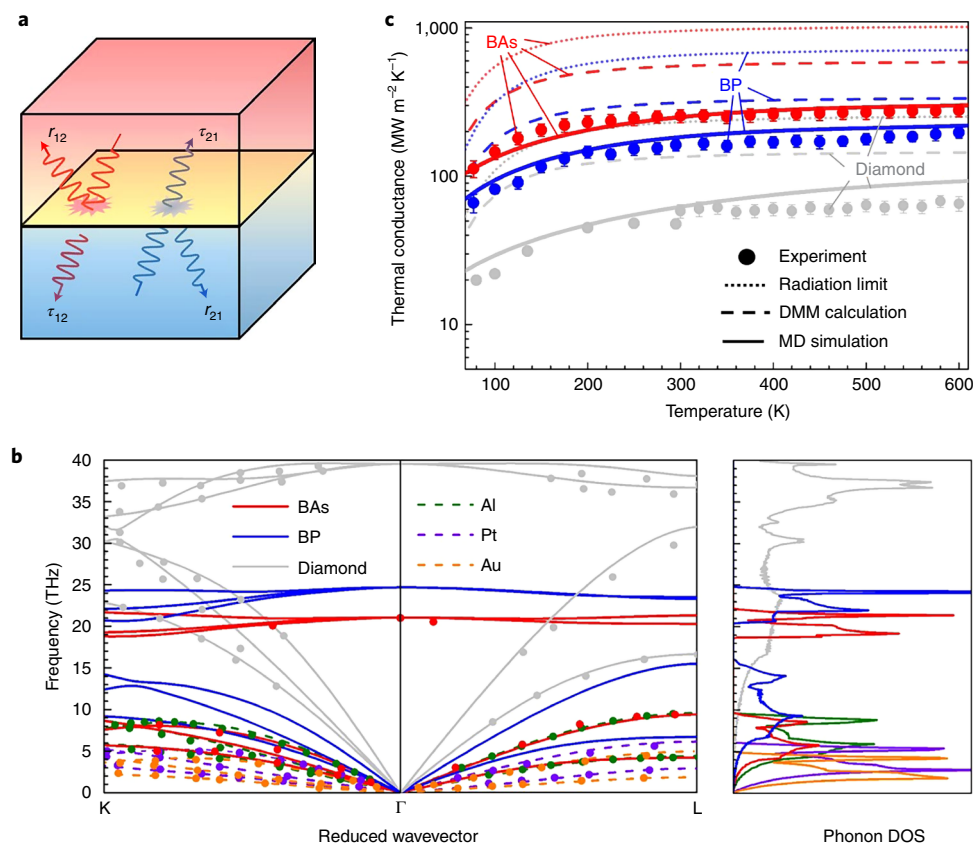 a
r12
τ21
τ12
r21
c
1,000
100
10
Thermal conductance (MW m−2 K−1)
BAs
BP
Diamond
Experiment
Radiation limit
DMM calculation
MD simulation
100 200 300 400 500 600
Temperature (K)
b
40
35
30
25
20
15
10
5
0
Frequency (THz)
BAs
BP
Diamond
Al
Pt
Au
K Γ L
Reduced wavevector
Phonon DOS